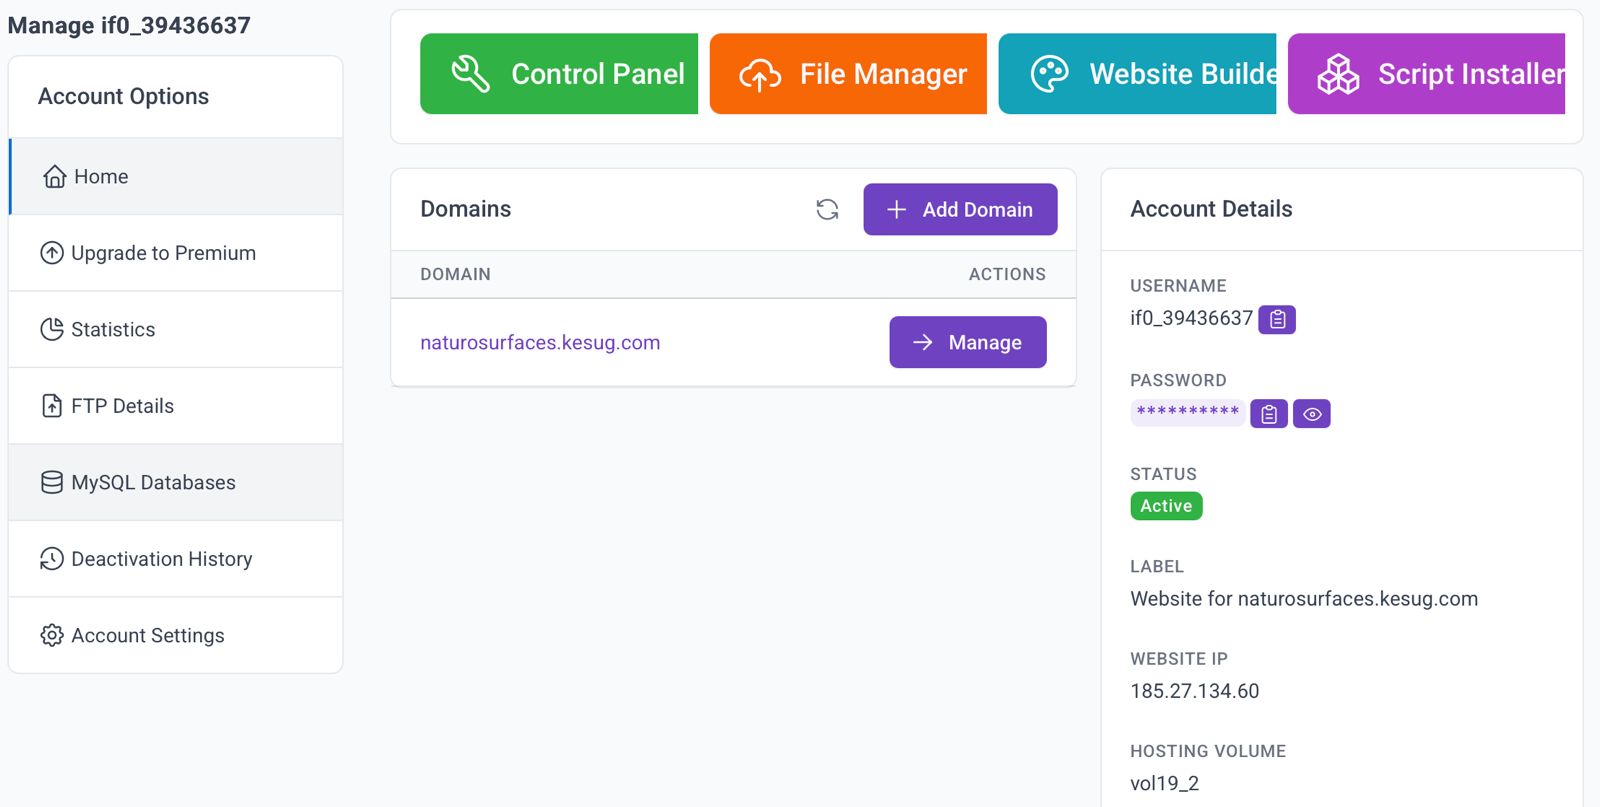 Manage if0_39436637
Account Options
Home
Upgrade to Premium
Statistics
FTP Details
MySQL Databases
Deactivation History
Account Settings
Control Panel
File Manager
Website Builde
Script Installer
Domains
Add Domain
DOMAIN ACTIONS
naturosurfaces.kesug.com Manage
Account Details
USERNAME
if0_39436637
PASSWORD
**********
STATUS
Active
LABEL
Website for naturosurfaces.kesug.com
WEBSITE IP
185.27.134.60
HOSTING VOLUME
vol19_2